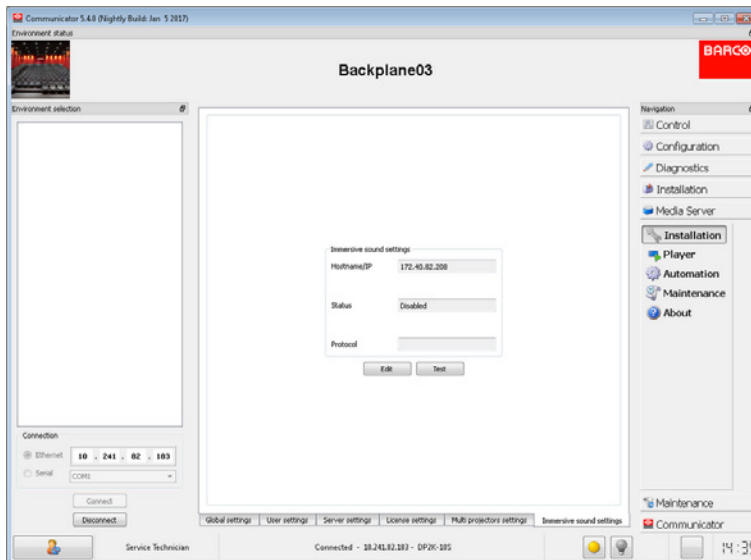 Communicator 5.4.0 (Nightly Build: Jan 5 2017)
Environment status
Backplane03
BARCO
Environment selection
Connection
Ethernet 10 . 241 . 82 . 183
Serial COM1
Connect
Disconnect
Immersive sound settings
Hostname/IP 172.40.82.208
Status Disabled
Protocol
Edit Test
Global settings User settings Server settings License settings Multi projectors settings Immersive sound settings
Navigation
Control
Configuration
Diagnostics
Installation
Media Server
Installation
Player
Automation
Maintenance
About
Maintenance
Communicator
Service Technician Connected - 10.241.82.183 - DP2K-10S